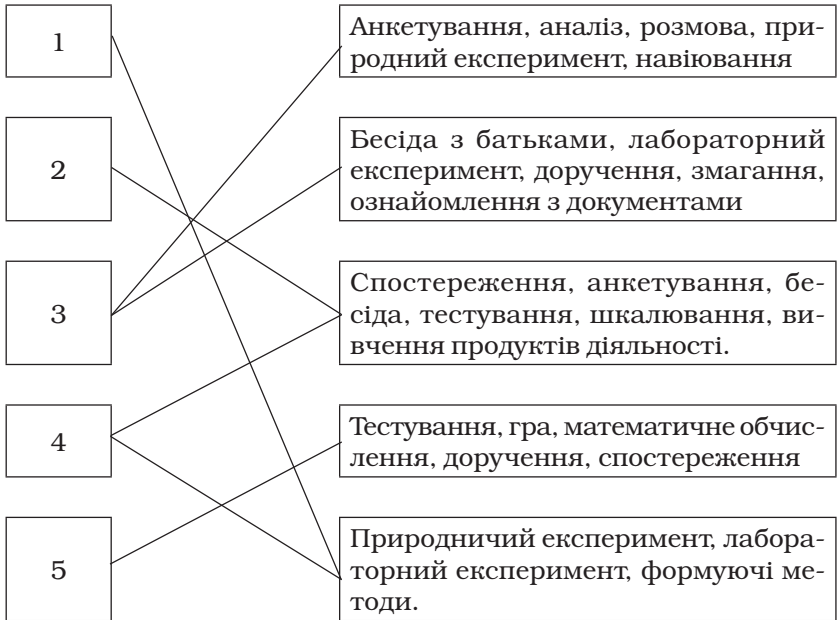 1
Анкетування, аналіз, розмова, при-
родний експеримент, навіювання
2
Бесіда з батьками, лабораторний
експеримент, доручення, змагання,
ознайомлення з документами
3
Спостереження, анкетування, бе-
сіда, тестування, шкалювання, ви-
вчення продуктів діяльності.
4
Тестування, гра, математичне обчис-
лення, доручення, спостереження
5
Природничий експеримент, лабора-
торний експеримент, формуючі ме-
тоди.